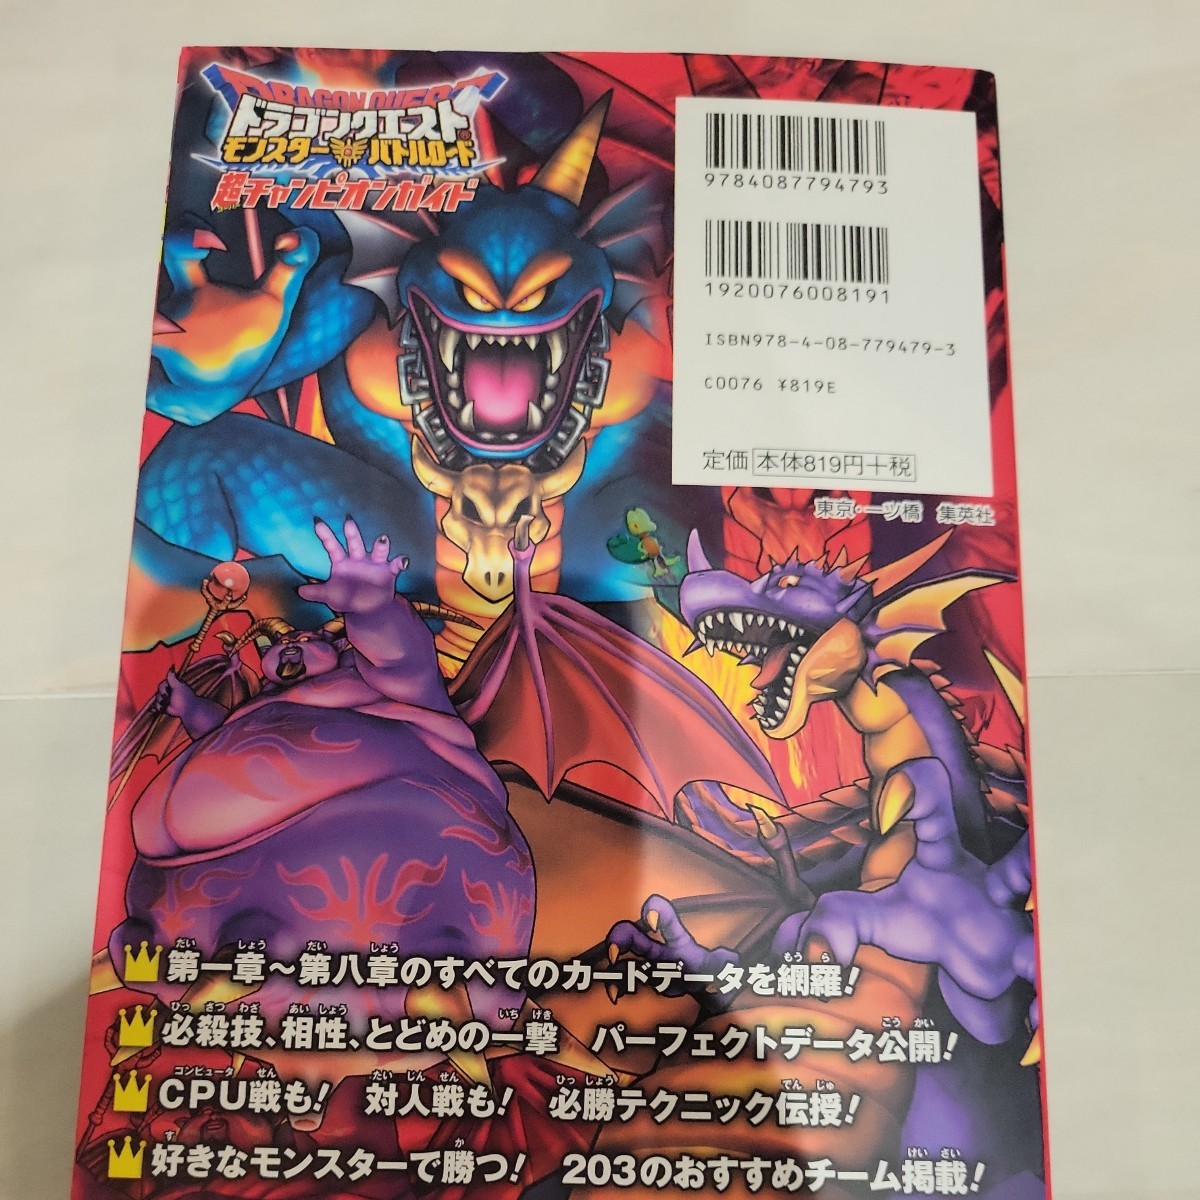 DRAGON QUEST
ドラゴンクエスト®
モンスターバトルロード
超チャンピオンガイド
9784087794793
1920076008191
ISBN978-4-08-779479-3
C0076 ¥819E
定価 本体819円+税
東京・一ツ橋 集英社
第一章〜第八章のすべてのカードデータを網羅!
必殺技、相性、とどめの一撃 パーフェクトデータ公開!
CPU戦も! 対人戦も! 必勝テクニック伝授!
好きなモンスターで勝つ! 203のおすすめチーム掲載!